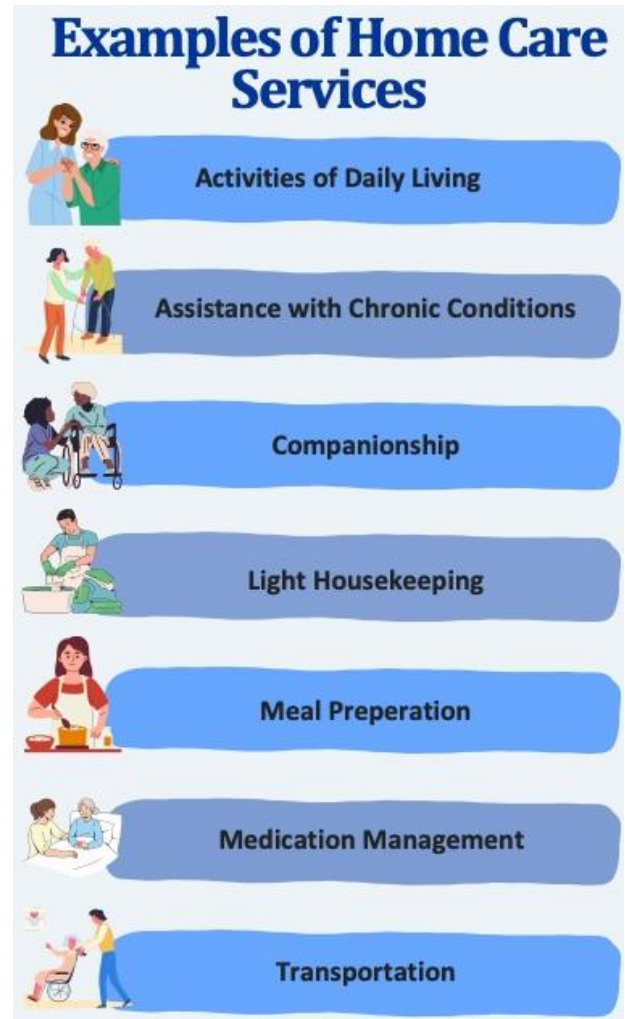 Examples of Home Care
Services
Activities of Daily Living
Assistance with Chronic Conditions
Companionship
Light Housekeeping
Meal Preperation
Medication Management
Transportation